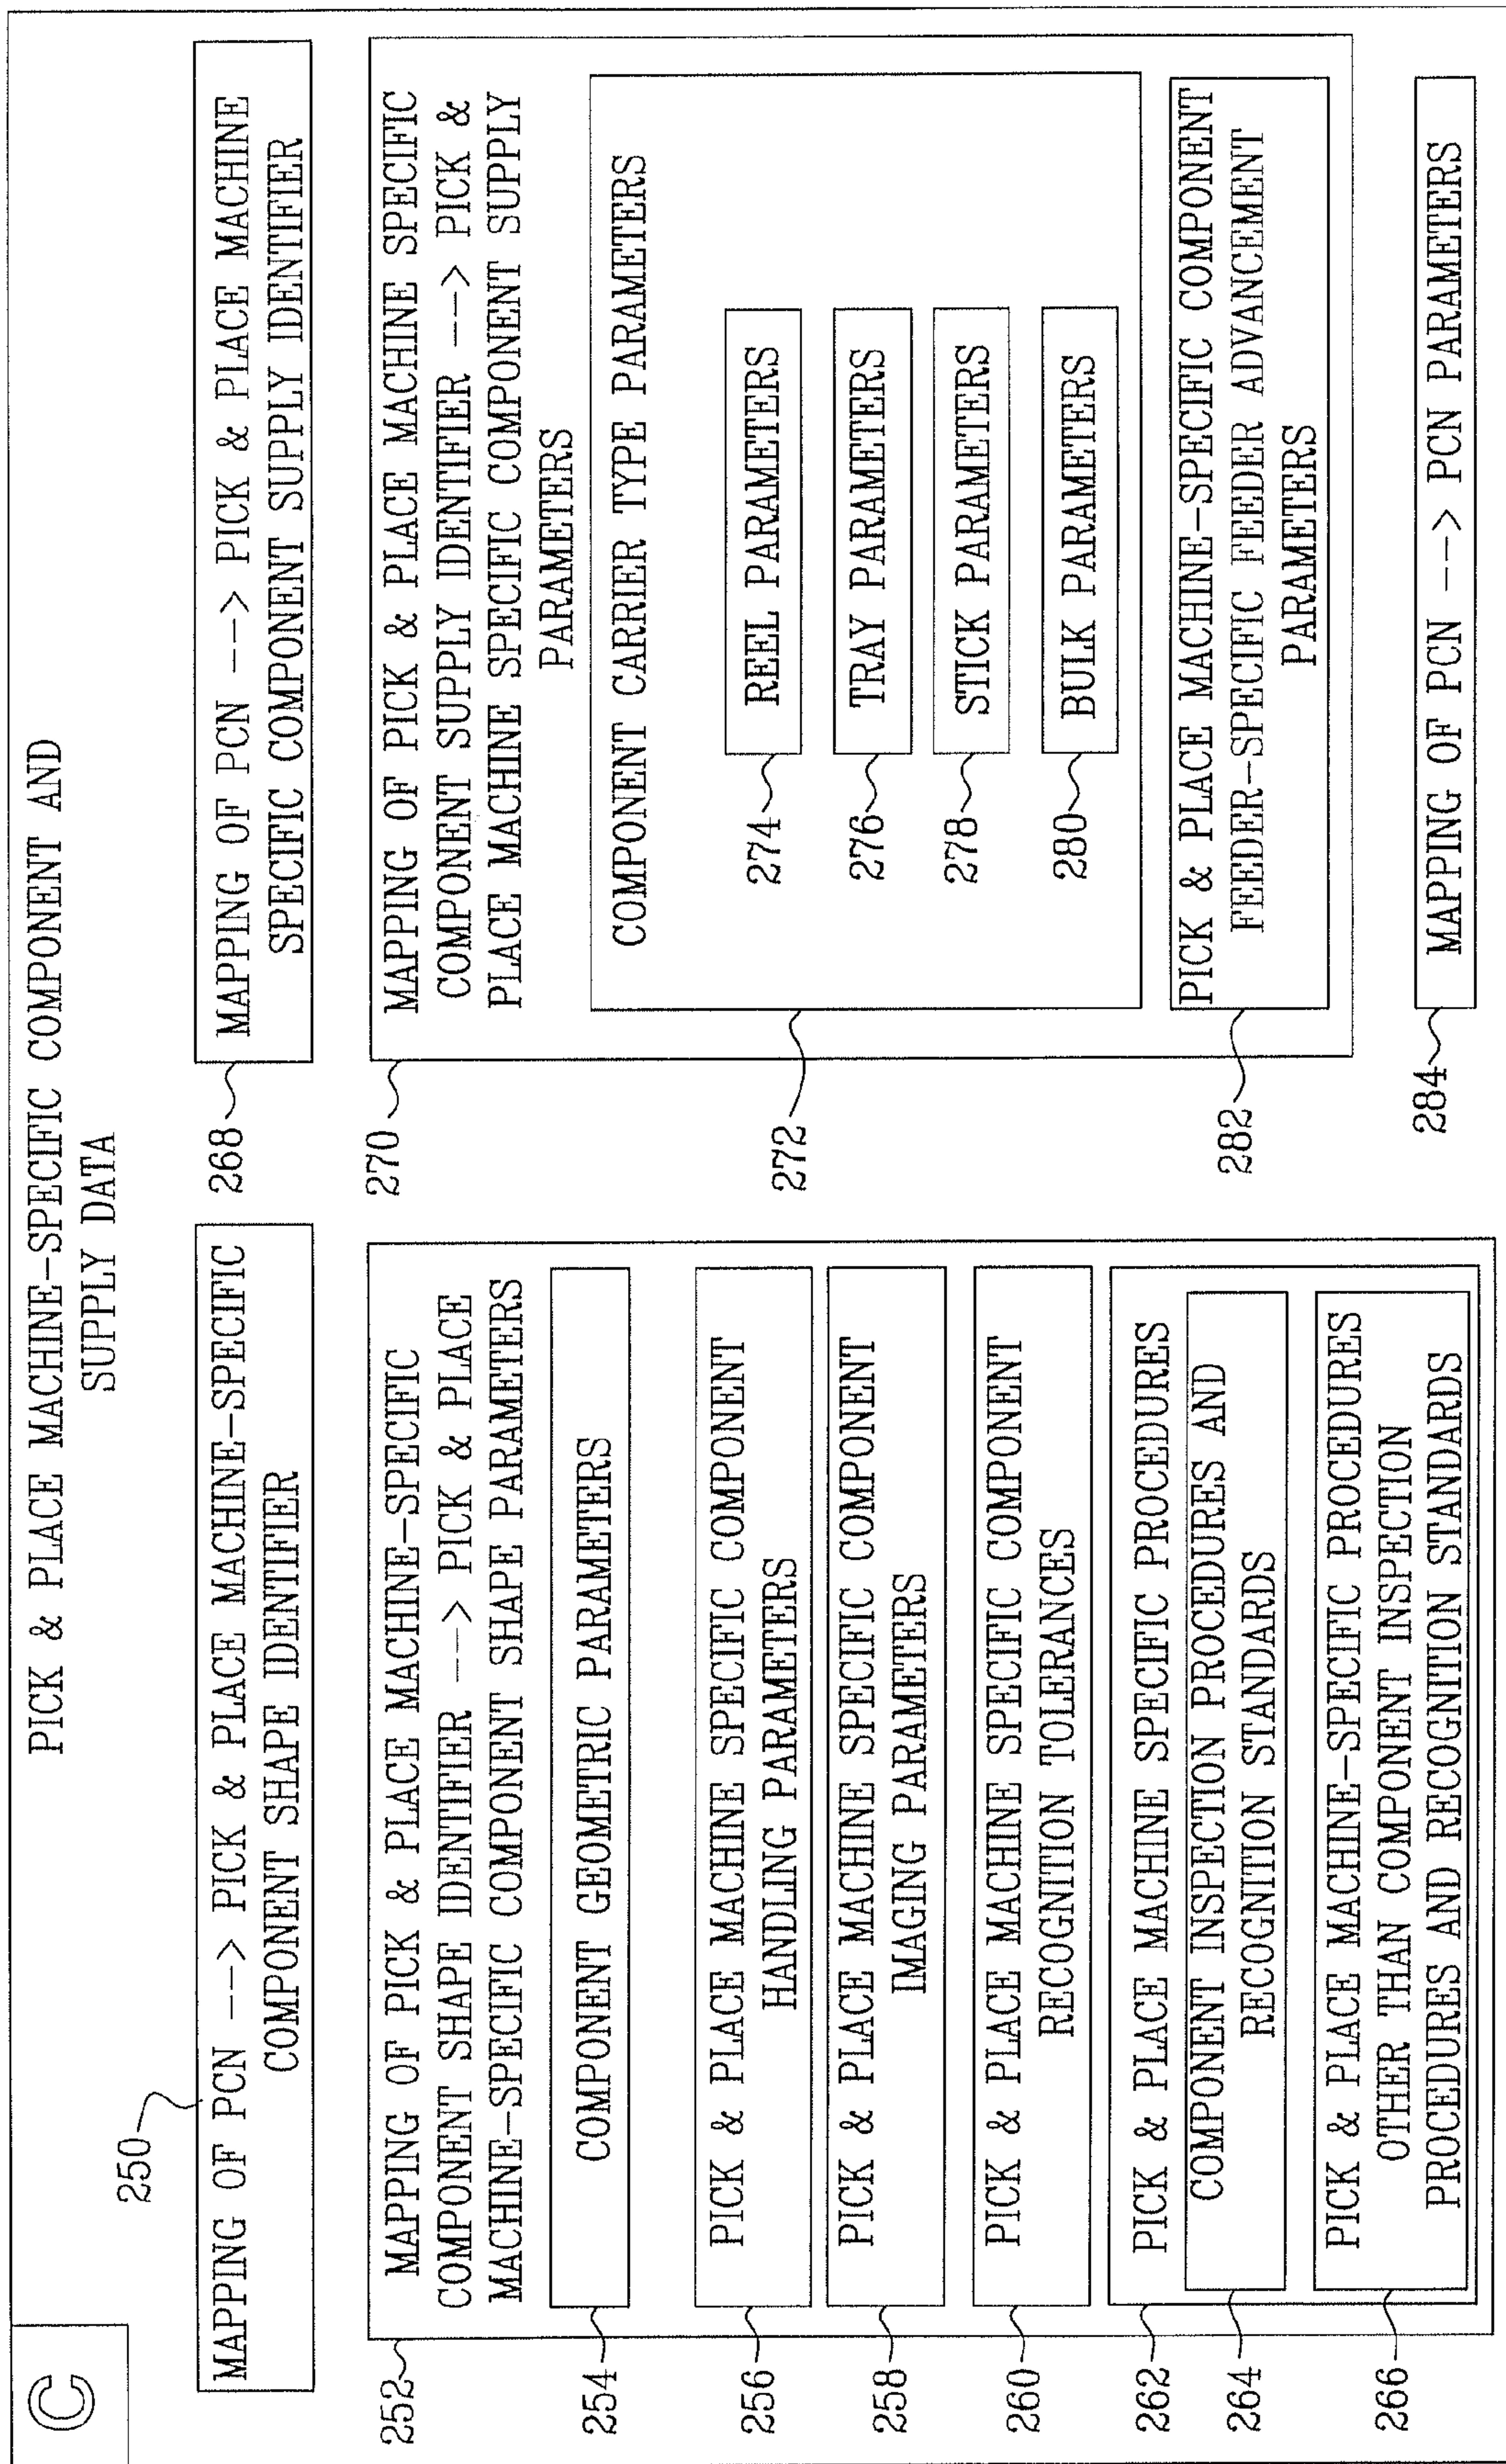 C
PICK & PLACE MACHINE-SPECIFIC COMPONENT AND
SUPPLY DATA
250
MAPPING OF PCN --> PICK & PLACE MACHINE-SPECIFIC
COMPONENT SHAPE IDENTIFIER
252
MAPPING OF PICK & PLACE MACHINE-SPECIFIC
COMPONENT SHAPE IDENTIFIER --> PICK & PLACE
MACHINE-SPECIFIC COMPONENT SHAPE PARAMETERS
254
COMPONENT GEOMETRIC PARAMETERS
256
PICK & PLACE MACHINE SPECIFIC COMPONENT
HANDLING PARAMETERS
258
PICK & PLACE MACHINE SPECIFIC COMPONENT
IMAGING PARAMETERS
260
PICK & PLACE MACHINE SPECIFIC COMPONENT
RECOGNITION TOLERANCES
262
PICK & PLACE MACHINE SPECIFIC PROCEDURES
264
COMPONENT INSPECTION PROCEDURES AND
RECOGNITION STANDARDS
266
PICK & PLACE MACHINE-SPECIFIC PROCEDURES
OTHER THAN COMPONENT INSPECTION
PROCEDURES AND RECOGNITION STANDARDS
268
MAPPING OF PCN --> PICK & PLACE MACHINE
SPECIFIC COMPONENT SUPPLY IDENTIFIER
270
MAPPING OF PICK & PLACE MACHINE SPECIFIC
COMPONENT SUPPLY IDENTIFIER --> PICK &
PLACE MACHINE SPECIFIC COMPONENT SUPPLY
PARAMETERS
272
COMPONENT CARRIER TYPE PARAMETERS
274
REEL PARAMETERS
276
TRAY PARAMETERS
278
STICK PARAMETERS
280
BULK PARAMETERS
282
PICK & PLACE MACHINE-SPECIFIC COMPONENT
FEEDER-SPECIFIC FEEDER ADVANCEMENT
PARAMETERS
284
MAPPING OF PCN --> PCN PARAMETERS